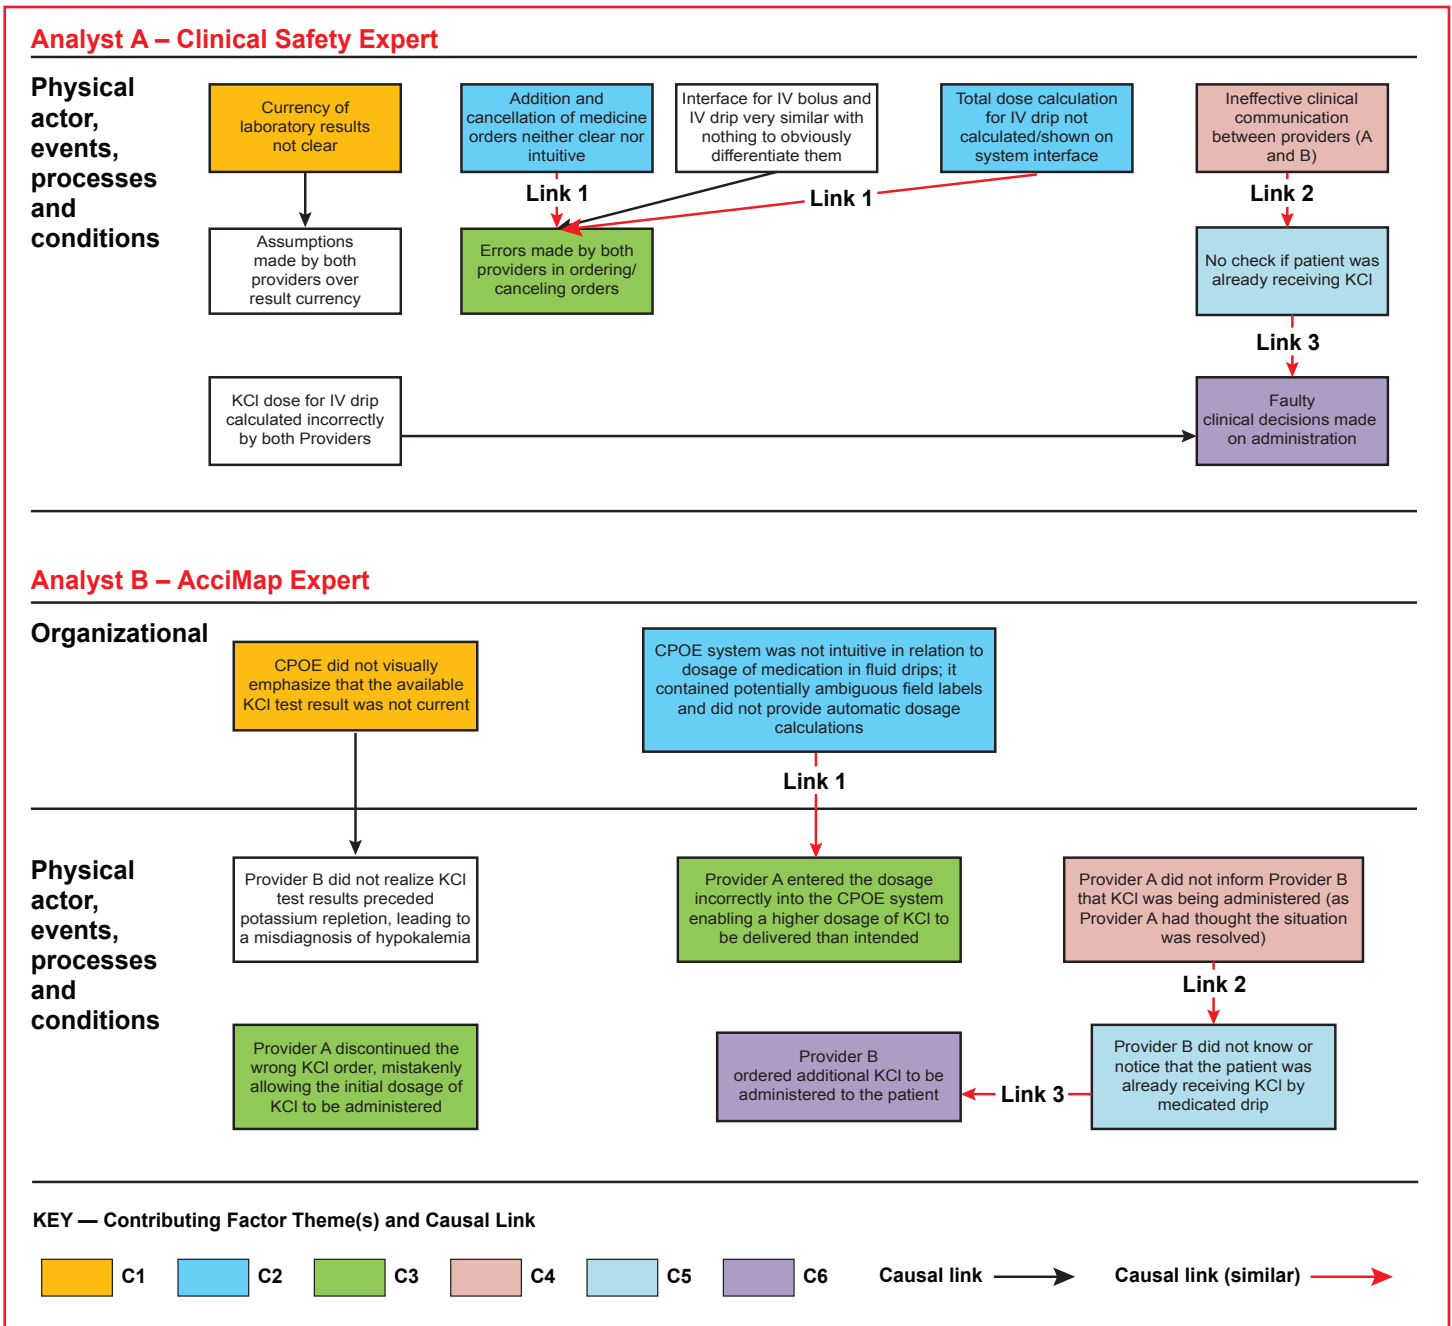 Analyst A – Clinical Safety Expert
Physical
actor,
events,
processes
and
conditions
Currency of
laboratory results
not clear
Addition and
cancellation of medicine
orders neither clear nor
intuitive
Interface for IV bolus and
IV drip very similar with
nothing to obviously
differentiate them
Total dose calculation
for IV drip not
calculated/shown on
system interface
Ineffective clinical
communication
between providers (A
and B)
Link 1
Link 1
Link 2
Assumptions
made by both
providers over
result currency
Errors made by both
providers in ordering/
canceling orders
No check if patient was
already receiving KCl
Link 3
KCl dose for IV drip
calculated incorrectly
by both Providers
Faulty
clinical decisions made
on administration
Analyst B – AcciMap Expert
Organizational
CPOE did not visually
emphasize that the available
KCl test result was not current
CPOE system was not intuitive in relation to
dosage of medication in fluid drips; it
contained potentially ambiguous field labels
and did not provide automatic dosage
calculations
Link 1
Physical
actor,
events,
processes
and
conditions
Provider B did not realize KCl
test results preceded
potassium repletion, leading to
a misdiagnosis of hypokalemia
Provider A entered the dosage
incorrectly into the CPOE system
enabling a higher dosage of KCl to
be delivered than intended
Provider A did not inform Provider B
that KCl was being administered (as
Provider A had thought the situation
was resolved)
Link 2
Provider A discontinued the
wrong KCl order, mistakenly
allowing the initial dosage of
KCl to be administered
Provider B
ordered additional KCl to be
administered to the patient
Link 3
Provider B did not know or
notice that the patient was
already receiving KCl by
medicated drip
KEY — Contributing Factor Theme(s) and Causal Link
C1
C2
C3
C4
C5
C6
Causal link
Causal link (similar)